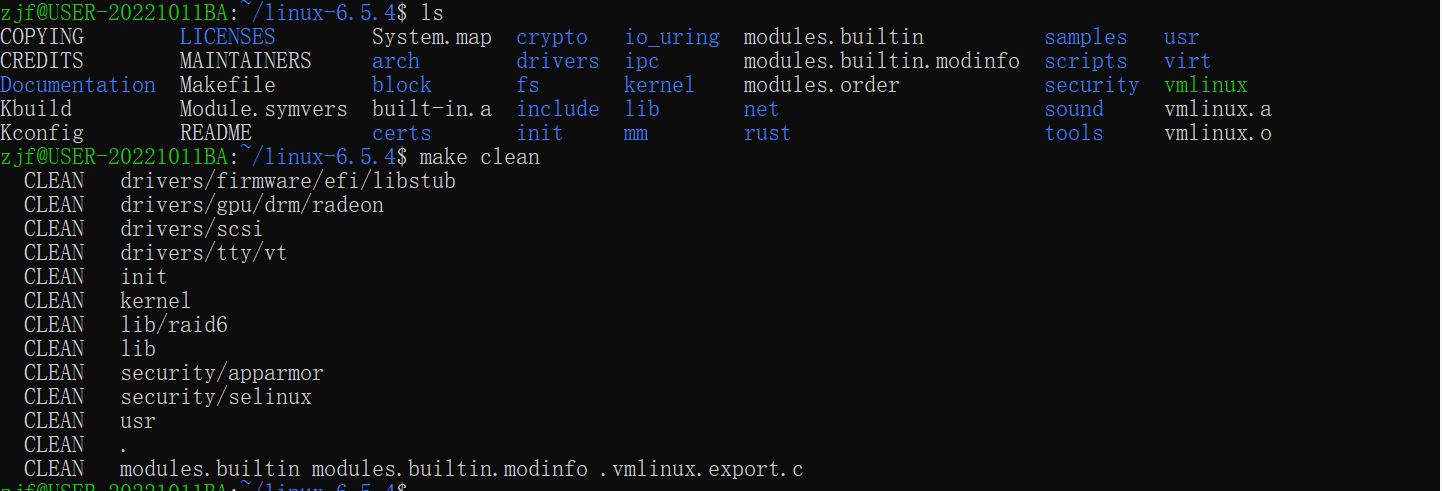 zjf@USER-20221011BA:~/linux-6.5.4$ ls
COPYING        LICENSES        System.map  crypto   io_uring  modules.builtin          samples   usr
CREDITS        MAINTAINERS     arch        drivers  ipc       modules.builtin.modinfo  scripts   virt
Documentation  Makefile        block       fs       kernel    modules.order            security  vmlinux
Kbuild         Module.symvers  built-in.a  include  lib       net                      sound     vmlinux.a
Kconfig        README          certs       init     mm        rust                     tools     vmlinux.o
zjf@USER-20221011BA:~/linux-6.5.4$ make clean
  CLEAN   drivers/firmware/efi/libstub
  CLEAN   drivers/gpu/drm/radeon
  CLEAN   drivers/scsi
  CLEAN   drivers/tty/vt
  CLEAN   init
  CLEAN   kernel
  CLEAN   lib/raid6
  CLEAN   lib
  CLEAN   security/apparmor
  CLEAN   security/selinux
  CLEAN   usr
  CLEAN   .
  CLEAN   modules.builtin modules.builtin.modinfo .vmlinux.export.c
zjf@USER-20221011BA:~/linux-6.5.4$